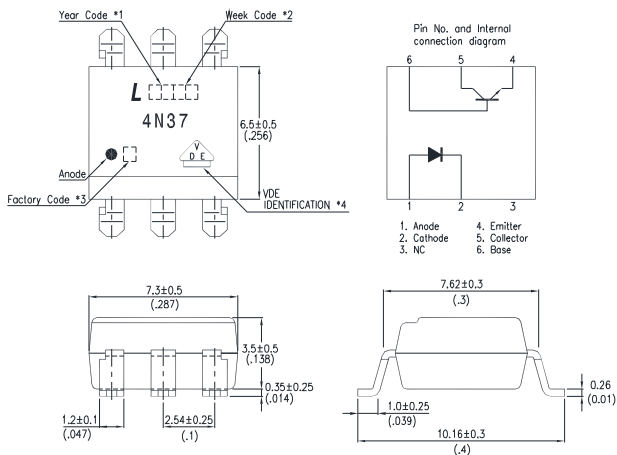 Year Code *1
Week Code *2
L
4N37
Anode
V
D E
Factory Code *3
VDE
IDENTIFICATION *4
6.5±0.5
(.256)
Pin No. and Internal
connection diagram
6 5 4
1 2 3
1. Anode 4. Emitter
2. Cathode 5. Collector
3. NC 6. Base
7.3±0.5
(.287)
3.5±0.5
(.138)
0.35±0.25
(.014)
1.2±0.1
(.047)
2.54±0.25
(.1)
7.62±0.3
(.3)
0.26
(0.01)
1.0±0.25
(.039)
10.16±0.3
(.4)